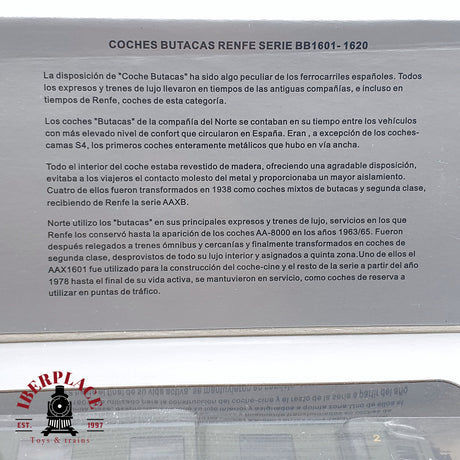 COCHES BUTACAS RENFE SERIE BB1601- 1620
La disposición de "Coche Butacas" ha sido algo peculiar de los ferrocarriles españoles. Todos
los expresos y trenes de lujo llevaron en tiempos de las antiguas compañías, e incluso en
tiempos de Renfe, coches de esta categoría.
Los coches "Butacas" de la compañía del Norte se contaban en su tiempo entre los vehículos
con más elevado nivel de confort que circularon en España. Eran , a excepción de los coches-
camas S4, los primeros coches enteramente metálicos que hubo en vía ancha.
Todo el interior del coche estaba revestido de madera, ofreciendo una agradable disposición,
evitaba a los viajeros el contacto molesto del metal y proporcionaba un mayor aislamiento.
Cuatro de ellos fueron transformados en 1938 como coches mixtos de butacas y segunda clase,
recibiendo de Renfe la serie AAXB.
Norte utilizo los "butacas" en sus principales expresos y trenes de lujo, servicios en los que
Renfe los conservó hasta la aparición de los coches AA-8000 en los años 1963/65. Fueron
después relegados a trenes ómnibus y cercanías y finalmente transformados en coches de
segunda clase, desprovistos de todo su lujo interior y asignados a quinta zona.Uno de ellos el
AAX1601 fue utilizado para la construcción del coche-cine y el resto de la serie a partir del año
1978 hasta el final de su vida activa, se mantuvieron en servicio, como coches de reserva a
utilizar en puntas de tráfico.
IBERPLACE
EST. 1997
Toys & trains
2